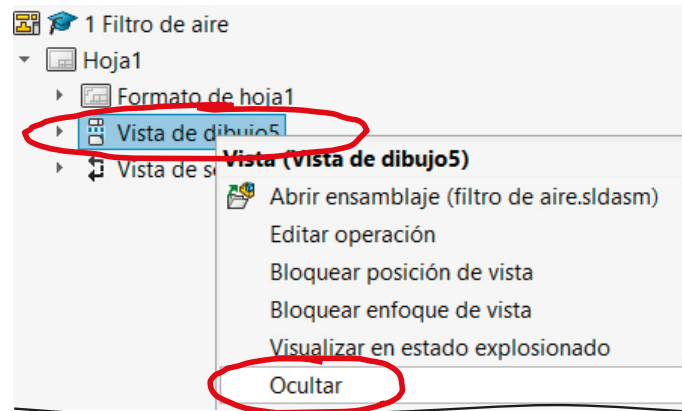 1 Filtro de aire
Hoja1
Formato de hoja1
Vista de dibujo5
Vista (Vista de dibujo5)
Vista de s
Abrir ensamblaje (filtro de aire.sldasm)
Editar operación
Bloquear posición de vista
Bloquear enfoque de vista
Visualizar en estado explosionado
Ocultar